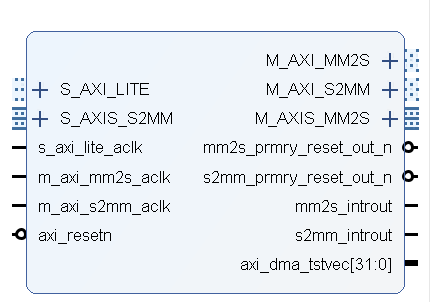 M_AXI_MM2S
S_AXI_LITE M_AXI_S2MM
S_AXIS_S2MM M_AXIS_MM2S
s_axi_lite_aclk mm2s_prmry_reset_out_n
m_axi_mm2s_aclk s2mm_prmry_reset_out_n
m_axi_s2mm_aclk mm2s_introut
axi_resetn s2mm_introut
axi_dma_tstvec[31:0]